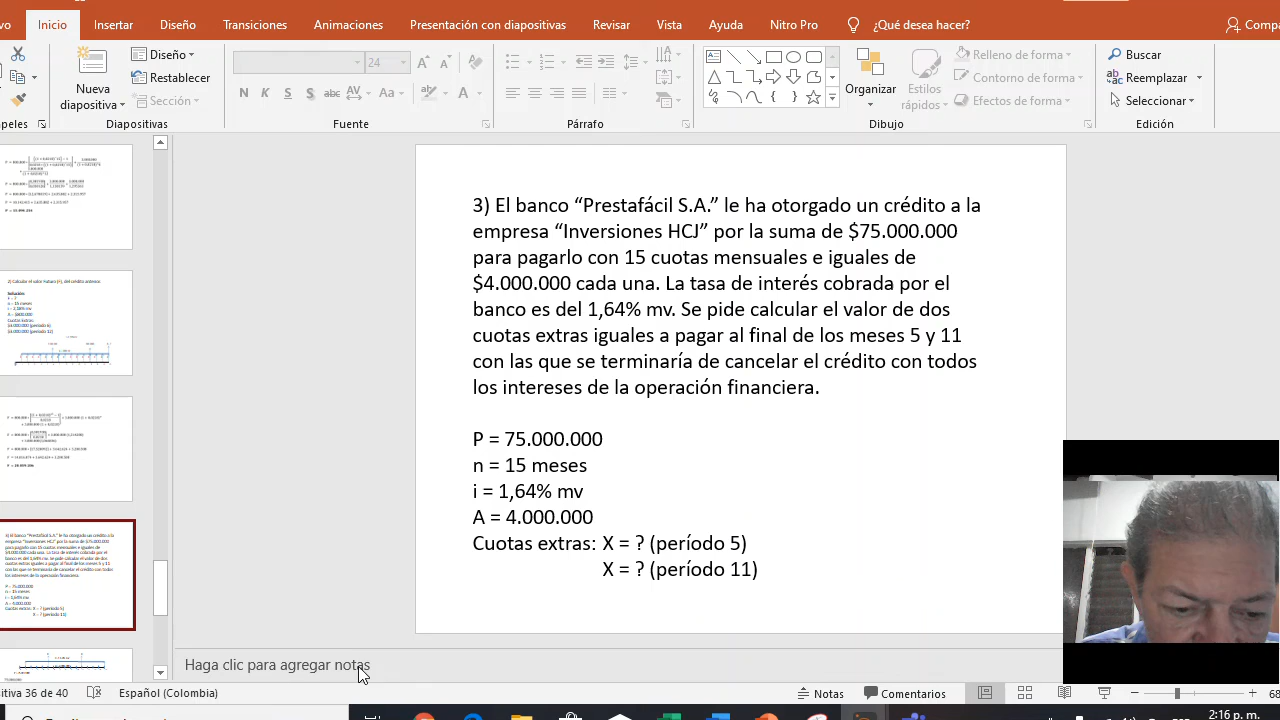 Inicio Insertar Diseño Transiciones Animaciones Presentación con diapositivas Revisar Vista Ayuda Nitro Pro ¿Qué desea hacer?
Nueva diapositiva
Diseño
Restablecer
Sección
24
N K S S abc AV Aa A
Organizar
Estilos rápidos
Relleno de forma
Contorno de forma
Efectos de forma
Buscar
Reemplazar
Seleccionar
Diapositivas Fuente Párrafo Dibujo Edición
3) El banco “Prestafácil S.A.” le ha otorgado un crédito a la
empresa “Inversiones HCJ” por la suma de $75.000.000
para pagarlo con 15 cuotas mensuales e iguales de
$4.000.000 cada una. La tasa de interés cobrada por el
banco es del 1,64% mv. Se pide calcular el valor de dos
cuotas extras iguales a pagar al final de los meses 5 y 11
con las que se terminaría de cancelar el crédito con todos
los intereses de la operación financiera.
P = 75.000.000
n = 15 meses
i = 1,64% mv
A = 4.000.000
Cuotas extras: X = ? (período 5)
X = ? (período 11)
Haga clic para agregar notas
36 de 40 Español (Colombia) Notas Comentarios
2:16 p. m.